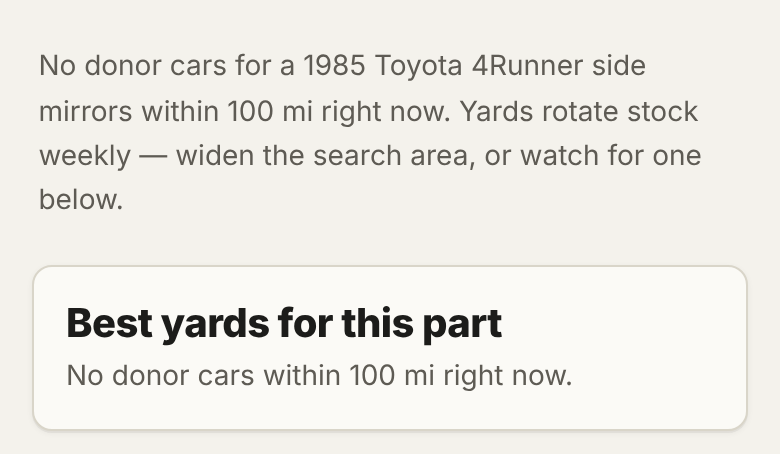 No donor cars for a 1985 Toyota 4Runner side
mirrors within 100 mi right now. Yards rotate stock
weekly — widen the search area, or watch for one
below.
Best yards for this part
No donor cars within 100 mi right now.